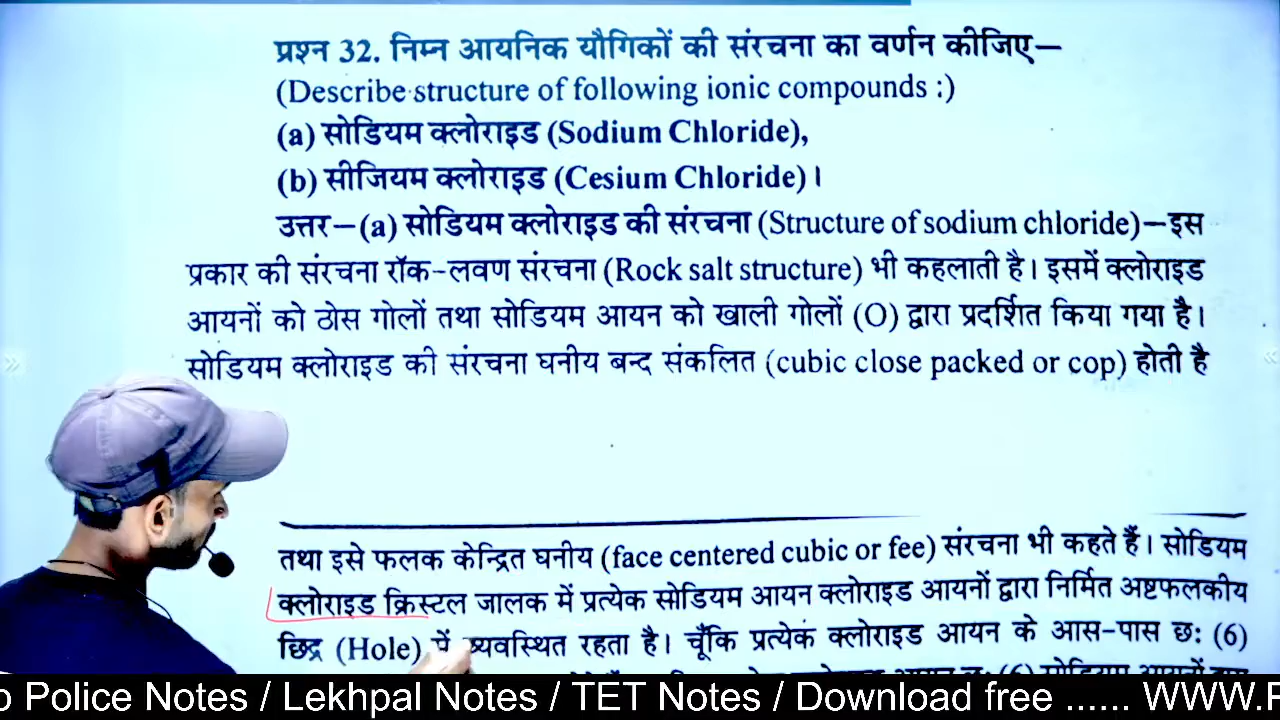 प्रश्न 32. निम्न आयनिक यौगिकों की संरचना का वर्णन कीजिए—
(Describe structure of following ionic compounds :)
(a) सोडियम क्लोराइड (Sodium Chloride),
(b) सीजियम क्लोराइड (Cesium Chloride) ।
उत्तर—(a) सोडियम क्लोराइड की संरचना (Structure of sodium chloride)—इस
प्रकार की संरचना रॉक-लवण संरचना (Rock salt structure) भी कहलाती है। इसमें क्लोराइड
आयनों को ठोस गोलों तथा सोडियम आयन को खाली गोलों (O) द्वारा प्रदर्शित किया गया है।
सोडियम क्लोराइड की संरचना घनीय बन्द संकलित (cubic close packed or cop) होती है
तथा इसे फलक केन्द्रित घनीय (face centered cubic or fee) संरचना भी कहते हैं। सोडियम
क्लोराइड क्रिस्टल जालक में प्रत्येक सोडियम आयन क्लोराइड आयनों द्वारा निर्मित अष्टफलकीय
छिद्र (Hole) में व्यवस्थित रहता है। चूँकि प्रत्येक क्लोराइड आयन के आस-पास छः (6)
Police Notes / Lekhpal Notes / TET Notes / Download free ...... WWW.